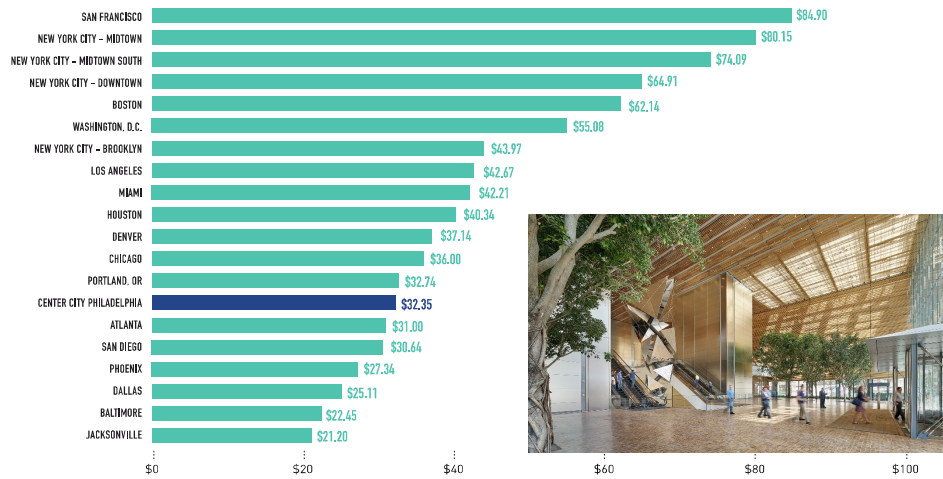 SAN FRANCISCO $84.90
NEW YORK CITY – MIDTOWN $80.15
NEW YORK CITY – MIDTOWN SOUTH $74.09
NEW YORK CITY – DOWNTOWN $64.91
BOSTON $62.14
WASHINGTON, D.C. $55.08
NEW YORK CITY – BROOKLYN $43.97
LOS ANGELES $42.67
MIAMI $42.21
HOUSTON $40.34
DENVER $37.14
CHICAGO $36.00
PORTLAND, OR $32.74
CENTER CITY PHILADELPHIA $32.35
ATLANTA $31.00
SAN DIEGO $30.64
PHOENIX $27.34
DALLAS $25.11
BALTIMORE $22.45
JACKSONVILLE $21.20
$0 $20 $40 $60 $80 $100